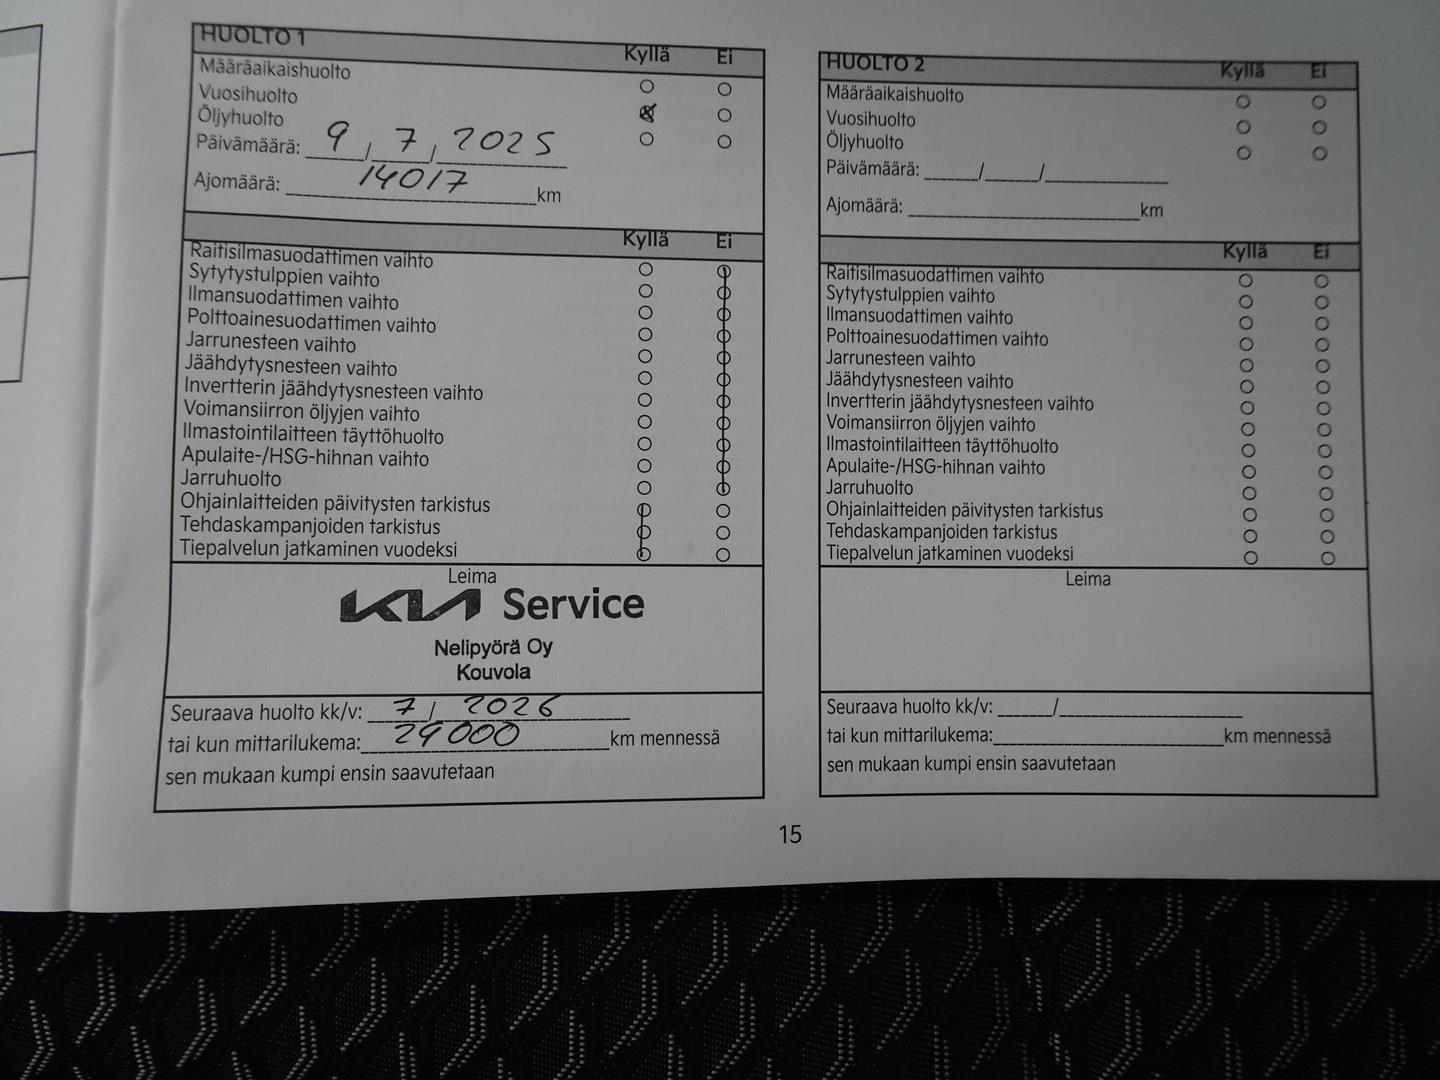 HUOLTO 1 Kyllä Ei
Määräaikaishuolto
Vuosihuolto
Öljyhuolto
Päivämäärä: 9 / 7 / 2025
Ajomäärä: 14017 km
Kyllä Ei
Raitisilmasuodattimen vaihto
Sytytystulppien vaihto
Ilmansuodattimen vaihto
Polttoainesuodattimen vaihto
Jarrunesteen vaihto
Jäähdytysnesteen vaihto
Invertterin jäähdytysnesteen vaihto
Voimansiirron öljyjen vaihto
Ilmastointilaitteen täyttöhuolto
Apulaite-/HSG-hihnan vaihto
Jarruhuolto
Ohjainlaitteiden päivitysten tarkistus
Tehdaskampanjoiden tarkistus
Tiepalvelun jatkaminen vuodeksi
Leima
KIA Service
Nelipyörä Oy
Kouvola
Seuraava huolto kk/v: 7 / 2026
tai kun mittarilukema: 29000 km mennessä
sen mukaan kumpi ensin saavutetaan
HUOLTO 2 Kyllä Ei
Määräaikaishuolto
Vuosihuolto
Öljyhuolto
Päivämäärä: / /
Ajomäärä: km
Kyllä Ei
Raitisilmasuodattimen vaihto
Sytytystulppien vaihto
Ilmansuodattimen vaihto
Polttoainesuodattimen vaihto
Jarrunesteen vaihto
Jäähdytysnesteen vaihto
Invertterin jäähdytysnesteen vaihto
Voimansiirron öljyjen vaihto
Ilmastointilaitteen täyttöhuolto
Apulaite-/HSG-hihnan vaihto
Jarruhuolto
Ohjainlaitteiden päivitysten tarkistus
Tehdaskampanjoiden tarkistus
Tiepalvelun jatkaminen vuodeksi
Leima
Seuraava huolto kk/v: /
tai kun mittarilukema: km mennessä
sen mukaan kumpi ensin saavutetaan
15